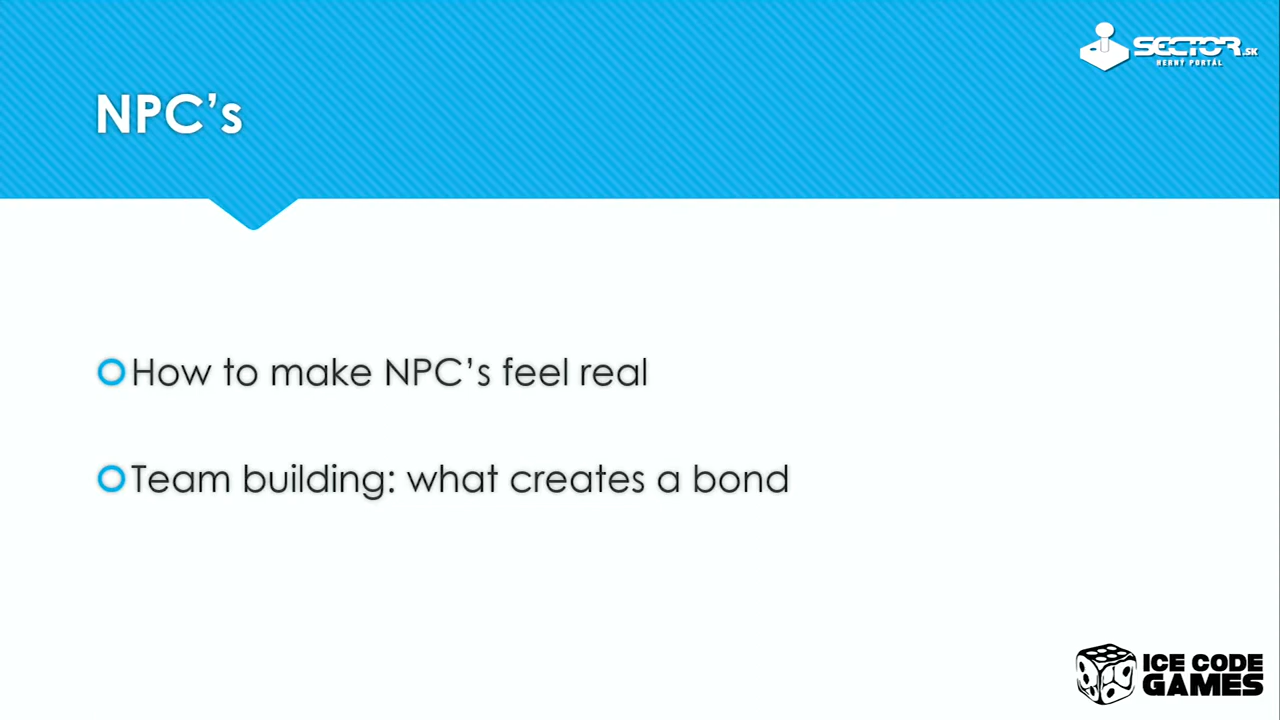 SECTOR.SK
HERNÝ PORTÁL
NPC’s
How to make NPC’s feel real
Team building: what creates a bond
ICE CODE
GAMES